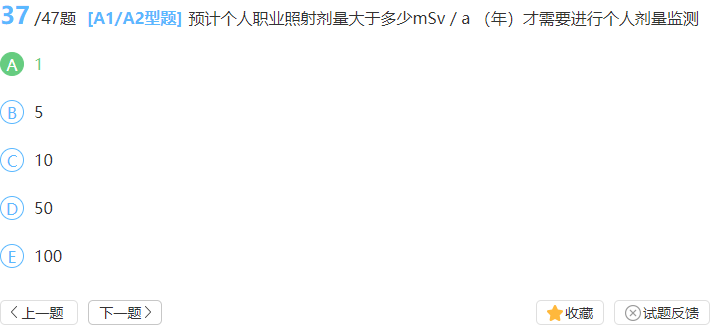 37 /47题 [A1/A2型题] 预计个人职业照射剂量大于多少mSv / a （年）才需要进行个人剂量监测
A 1
B 5
C 10
D 50
E 100
上一题 下一题 收藏 试题反馈